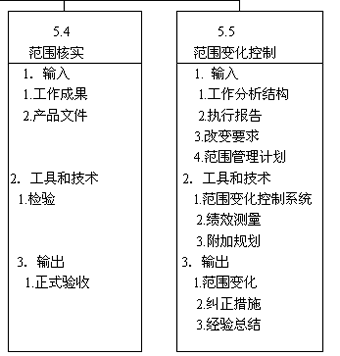 5.4
范围核实
1．输入
1.工作成果
2.产品文件
2．工具和技术
1.检验
3．输出
1.正式验收
5.5
范围变化控制
1．输入
1.工作分析结构
2.执行报告
3.改变要求
4.范围管理计划
2．工具和技术
1.范围变化控制系统
2.绩效测量
3.附加规划
3．输出
1.范围变化
2.纠正措施
3.经验总结